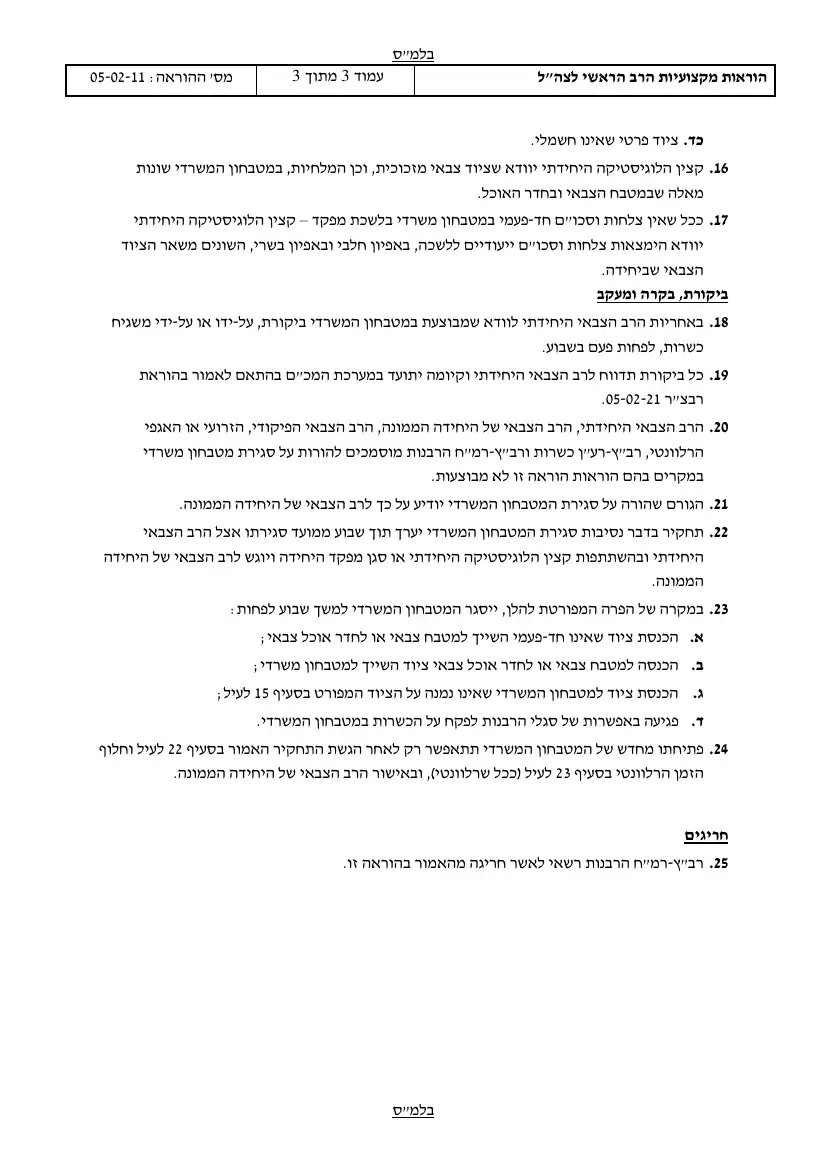 בלמ״ס
הוראות מקצועיות הרב הראשי לצה״ל
עמוד 3 מתוך 3
מס׳ ההוראה: 05-02-11
כד. ציוד פרטי שאינו חשמלי.
16. קצין הלוגיסטיקה היחידתי יוודא שציוד צבאי מזכוכית, וכן המלחיות, במטבחון המשרדי שונות
מאלה שבמטבח הצבאי ובחדר האוכל.
17. ככל שאין צלחות וסכו״ם חד-פעמי במטבחון משרדי בלשכת מפקד – קצין הלוגיסטיקה היחידתי
יוודא הימצאות צלחות וסכו״ם ייעודיים ללשכה, באפיון חלבי ובאפיון בשרי, השונים משאר הציוד
הצבאי שביחידה.
ביקורת, בקרה ומעקב
18. באחריות הרב הצבאי היחידתי לוודא שמבוצעת במטבחון המשרדי ביקורת, על-ידו או על-ידי משגיח
כשרות, לפחות פעם בשבוע.
19. כל ביקורת תדווח לרב הצבאי היחידתי וקיומה יתועד במערכת המכ״ם בהתאם לאמור בהוראת
רבצ״ר 05-02-21.
20. הרב הצבאי היחידתי, הרב הצבאי של היחידה הממונה, הרב הצבאי הפיקודי, הזרועי או האגפי
הרלוונטי, רב״ץ-רע״ן כשרות ורב״ץ-רמ״ח הרבנות מוסמכים להורות על סגירת מטבחון משרדי
במקרים בהם הוראות הוראה זו לא מבוצעות.
21. הגורם שהורה על סגירת המטבחון המשרדי יודיע על כך לרב הצבאי של היחידה הממונה.
22. תחקיר בדבר נסיבות סגירת המטבחון המשרדי יערך תוך שבוע ממועד סגירתו אצל הרב הצבאי
היחידתי ובהשתתפות קצין הלוגיסטיקה היחידתי או סגן מפקד היחידה ויוגש לרב הצבאי של היחידה
הממונה.
23. במקרה של הפרה המפורטת להלן, ייסגר המטבחון המשרדי למשך שבוע לפחות:
א. הכנסת ציוד שאינו חד-פעמי השייך למטבח צבאי או לחדר אוכל צבאי;
ב. הכנסה למטבח צבאי או לחדר אוכל צבאי ציוד השייך למטבחון משרדי;
ג. הכנסת ציוד למטבחון המשרדי שאינו נמנה על הציוד המפורט בסעיף 15 לעיל;
ד. פגיעה באפשרות של סגלי הרבנות לפקח על הכשרות במטבחון המשרדי.
24. פתיחתו מחדש של המטבחון המשרדי תתאפשר רק לאחר הגשת התחקיר האמור בסעיף 22 לעיל וחלוף
הזמן הרלוונטי בסעיף 23 לעיל (ככל שרלוונטי), ובאישור הרב הצבאי של היחידה הממונה.
חריגים
25. רב״ץ-רמ״ח הרבנות רשאי לאשר חריגה מהאמור בהוראה זו.
בלמ״ס